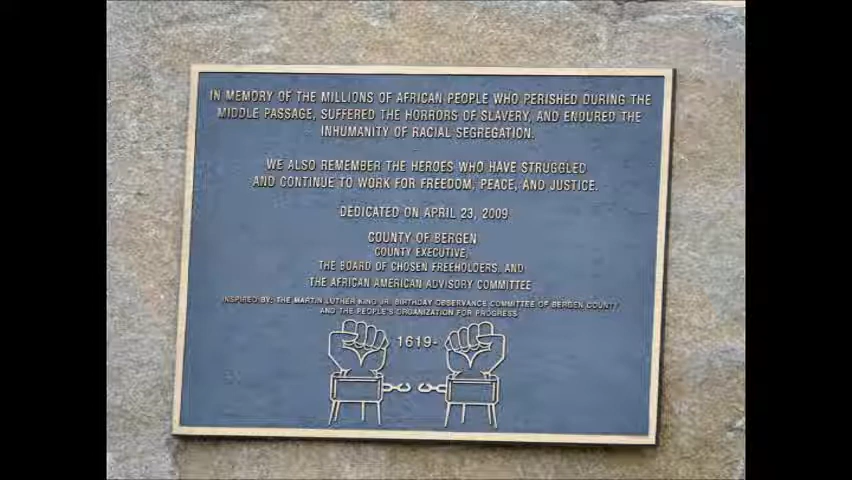 IN MEMORY OF THE MILLIONS OF AFRICAN PEOPLE WHO PERISHED DURING THE
MIDDLE PASSAGE, SUFFERED THE HORRORS OF SLAVERY, AND ENDURED THE
INHUMANITY OF RACIAL SEGREGATION.
WE ALSO REMEMBER THE HEROES WHO HAVE STRUGGLED
AND CONTINUE TO WORK FOR FREEDOM, PEACE, AND JUSTICE.
DEDICATED ON APRIL 23, 2009
COUNTY OF BERGEN
COUNTY EXECUTIVE,
THE BOARD OF CHOSEN FREEHOLDERS, AND
THE AFRICAN AMERICAN ADVISORY COMMITTEE
INSPIRED BY: THE MARTIN LUTHER KING JR. BIRTHDAY OBSERVANCE COMMITTEE OF BERGEN COUNTY
AND THE PEOPLE'S ORGANIZATION FOR PROGRESS
1619-